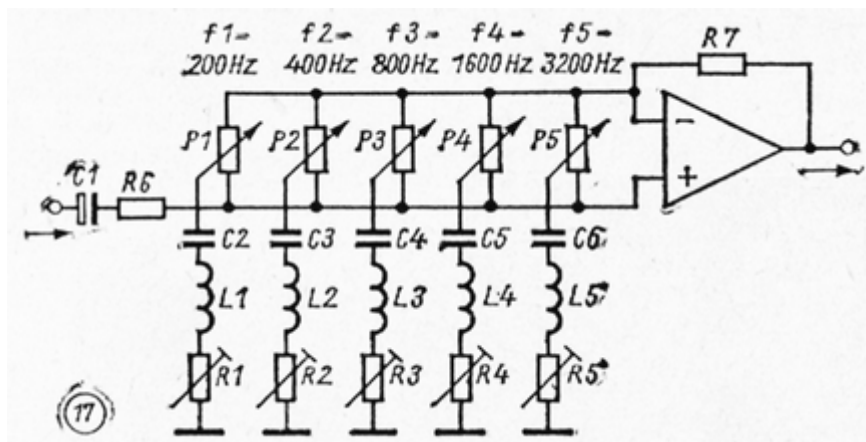 f1= f2= f3= f4= f5=
200Hz 400Hz 800Hz 1600Hz 3200Hz
R7
P1 P2 P3 P4 P5
−
+
C1 R6
C2 C3 C4 C5 C6
L1 L2 L3 L4 L5
R1 R2 R3 R4 R5
17